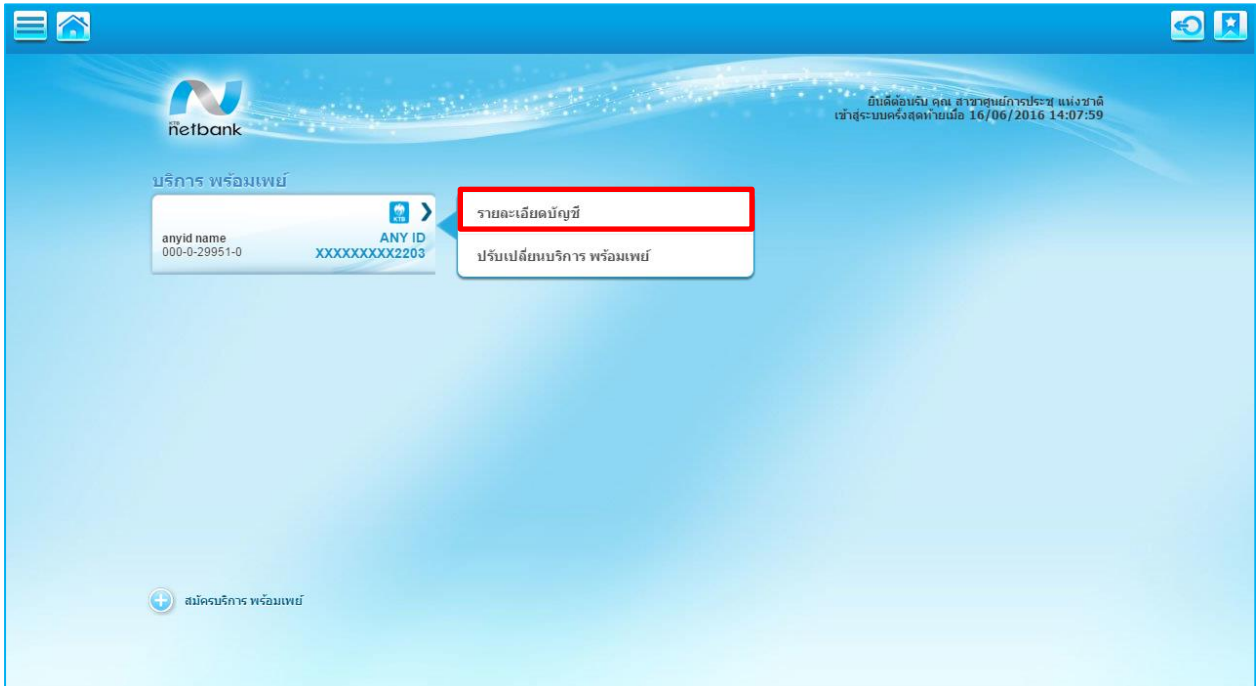 KTB
netbank
ยินดีต้อนรับ คุณ สาขาศูนย์การประชุ แห่งชาติ
เข้าสู่ระบบครั้งสุดท้ายเมื่อ 16/06/2016 14:07:59
บริการ พร้อมเพย์
KTB
anyid name
ANY ID
000-0-29951-0
XXXXXXXXX2203
รายละเอียดบัญชี
ปรับเปลี่ยนบริการ พร้อมเพย์
สมัครบริการ พร้อมเพย์